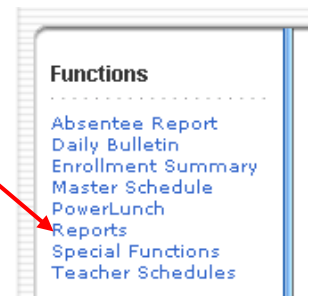 Functions
Absentee Report
Daily Bulletin
Enrollment Summary
Master Schedule
PowerLunch
Reports
Special Functions
Teacher Schedules